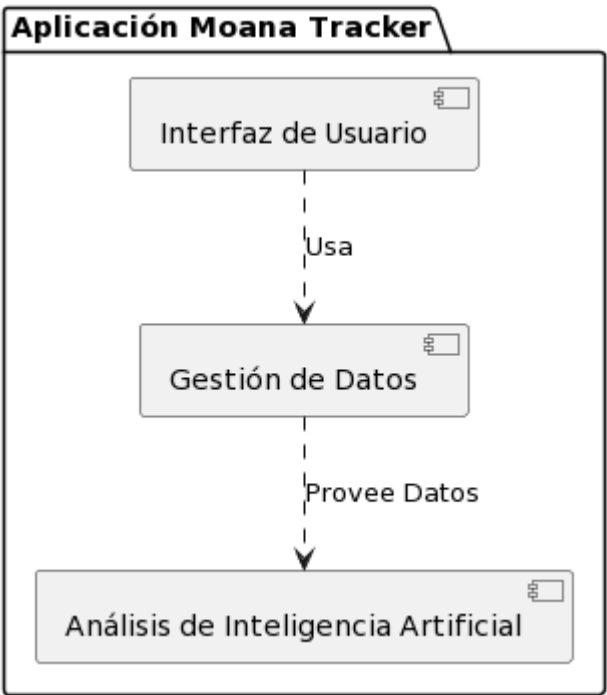 Aplicación Moana Tracker
Interfaz de Usuario
Usa
Gestión de Datos
Provee Datos
Análisis de Inteligencia Artificial